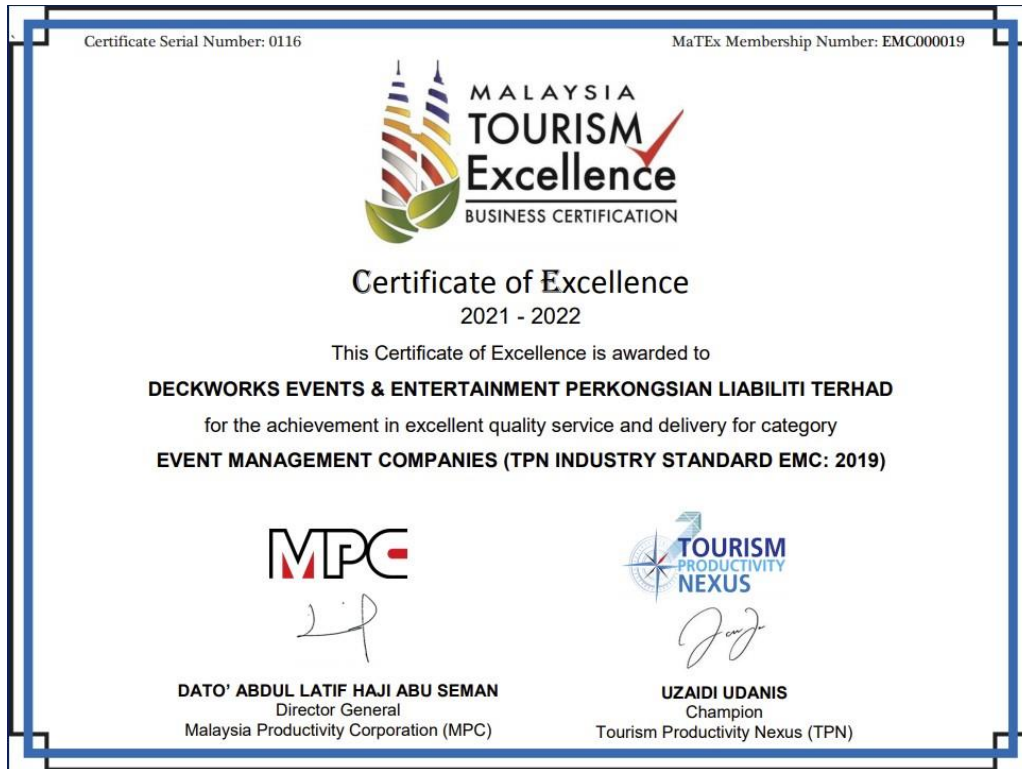 Certificate Serial Number: 0116
MaTEx Membership Number: EMC000019
MALAYSIA
TOURISM
Excellence
BUSINESS CERTIFICATION
Certificate of Excellence
2021 - 2022
This Certificate of Excellence is awarded to
DECKWORKS EVENTS & ENTERTAINMENT PERKONGSIAN LIABILITI TERHAD
for the achievement in excellent quality service and delivery for category
EVENT MANAGEMENT COMPANIES (TPN INDUSTRY STANDARD EMC: 2019)
MPC
TOURISM
PRODUCTIVITY
NEXUS
DATO’ ABDUL LATIF HAJI ABU SEMAN
Director General
Malaysia Productivity Corporation (MPC)
UZAIDI UDANIS
Champion
Tourism Productivity Nexus (TPN)